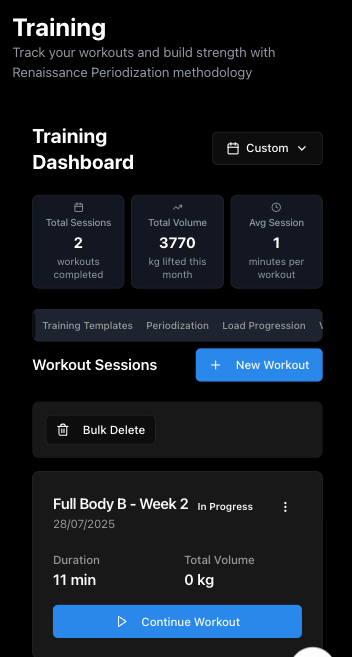 Training
Track your workouts and build strength with
Renaissance Periodization methodology
Training
Dashboard
Custom
Total Sessions
2
workouts
completed
Total Volume
3770
kg lifted this
month
Avg Session
1
minutes per
workout
Training Templates Periodization Load Progression
Workout Sessions
New Workout
Bulk Delete
Full Body B - Week 2 In Progress
28/07/2025
Duration Total Volume
11 min 0 kg
Continue Workout